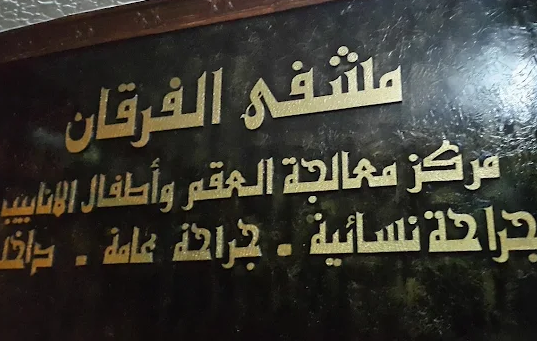 مشفى الفرقان
مركز معالجة العقم وأطفال الانابيب
جراحة نسائية . جراحة عامة .